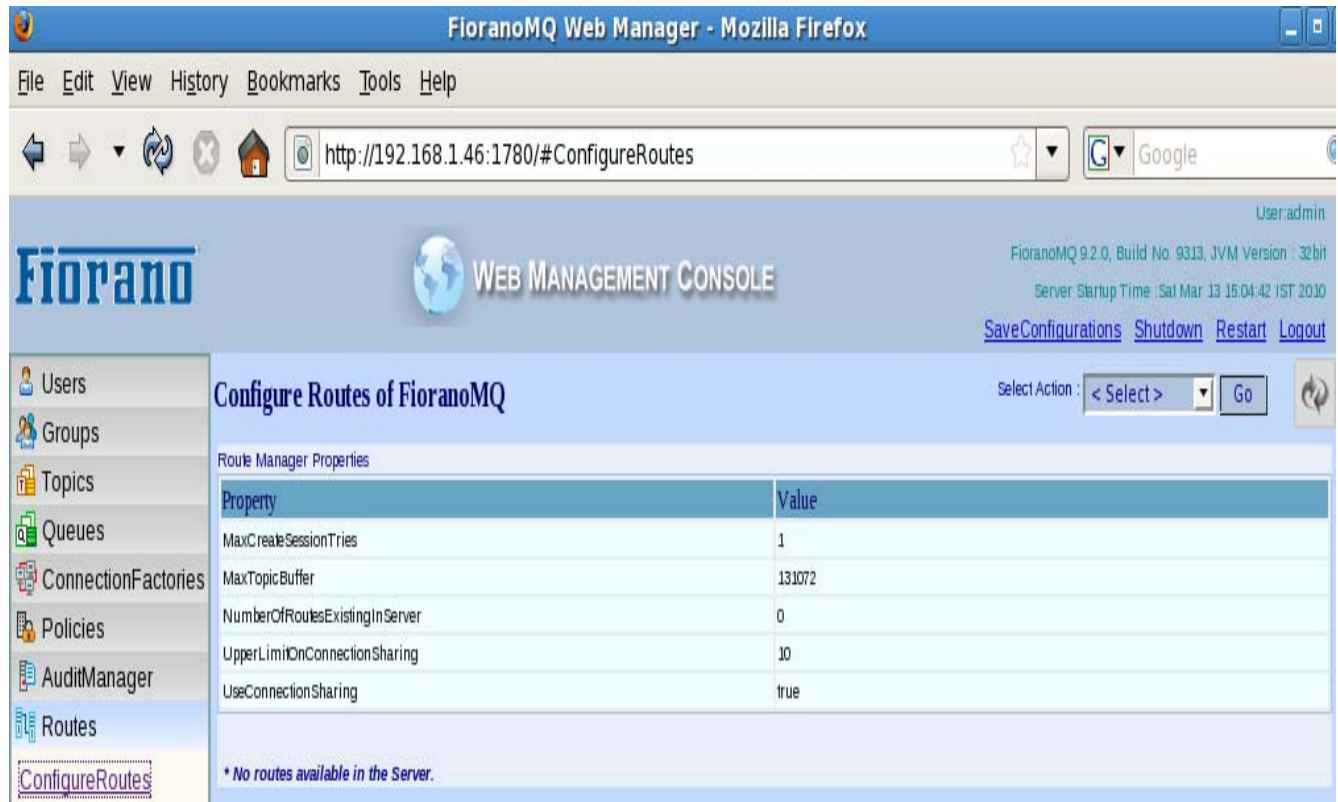 FioranoMQ Web Manager - Mozilla Firefox
File Edit View History Bookmarks Tools Help
http://192.168.1.46:1780/#ConfigureRoutes
G Google
User:admin
Fiorano
WEB MANAGEMENT CONSOLE
FioranoMQ 9.2.0, Build No. 9313, JVM Version : 32bit
Server Startup Time :Sat Mar 13 15:04:42 IST 2010
SaveConfigurations Shutdown Restart Logout
Users
Groups
Topics
Queues
ConnectionFactories
Policies
AuditManager
Routes
ConfigureRoutes
Configure Routes of FioranoMQ
Select Action : < Select > Go
Route Manager Properties
Property Value
MaxCreateSessionTries 1
MaxTopicBuffer 131072
NumberOfRoutesExistingInServer 0
UpperLimitOnConnectionSharing 10
UseConnectionSharing true
* No routes available in the Server.